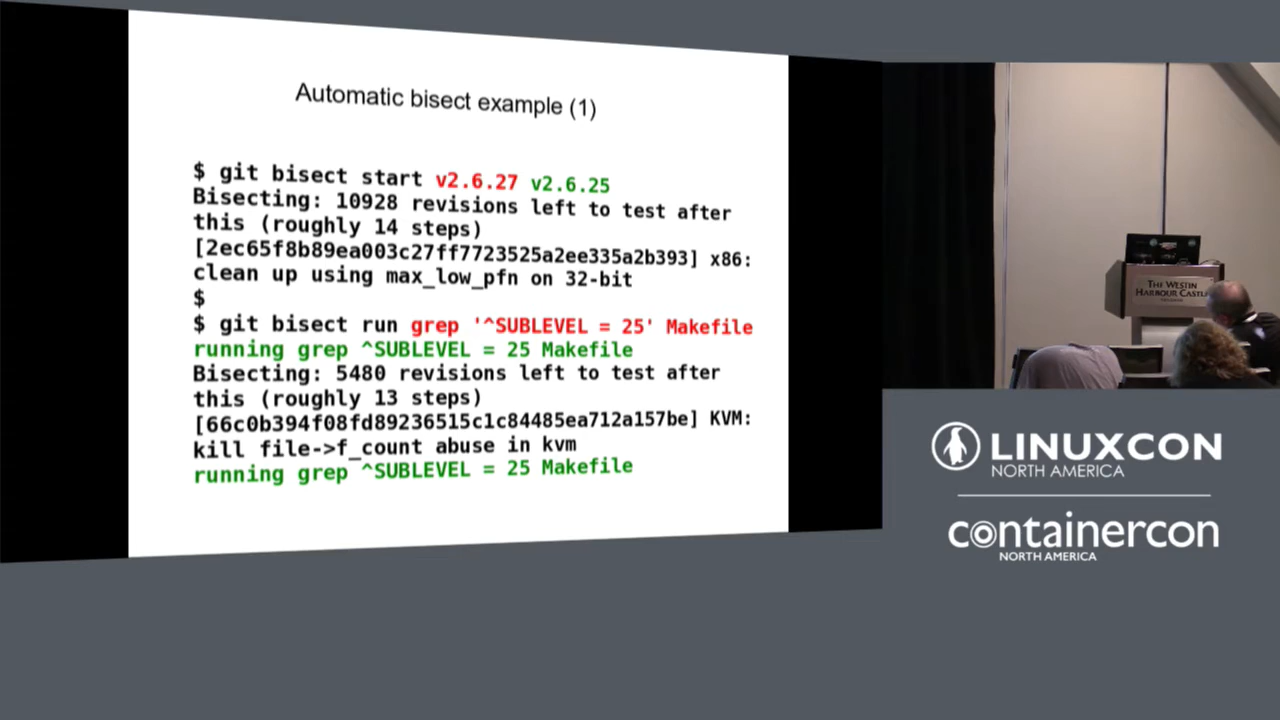 Automatic bisect example (1)
$ git bisect start v2.6.27 v2.6.25
Bisecting: 10928 revisions left to test after
this (roughly 14 steps)
[2ec65f8b89ea003c27ff7723525a2ee335a2b393] x86:
clean up using max_low_pfn on 32-bit
$
$ git bisect run grep '^SUBLEVEL = 25' Makefile
running grep ^SUBLEVEL = 25 Makefile
Bisecting: 5480 revisions left to test after
this (roughly 13 steps)
[66c0b394f08fd89236515c1c84485ea712a157be] KVM:
kill file->f_count abuse in kvm
running grep ^SUBLEVEL = 25 Makefile
THE WESTIN
HARBOUR CASTLE
LINUXCON
NORTH AMERICA
containercon
NORTH AMERICA